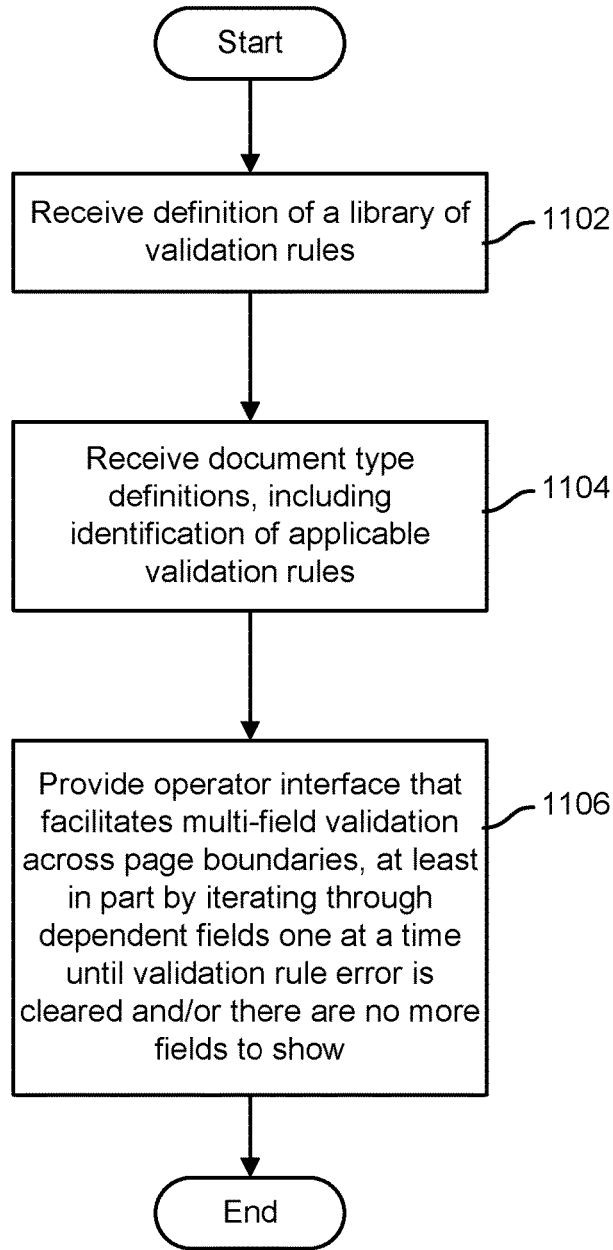 Start
Receive definition of a library of
validation rules
1102
Receive document type
definitions, including
identification of applicable
validation rules
1104
Provide operator interface that
facilitates multi-field validation
across page boundaries, at least
in part by iterating through
dependent fields one at a time
until validation rule error is
cleared and/or there are no more
fields to show
1106
End